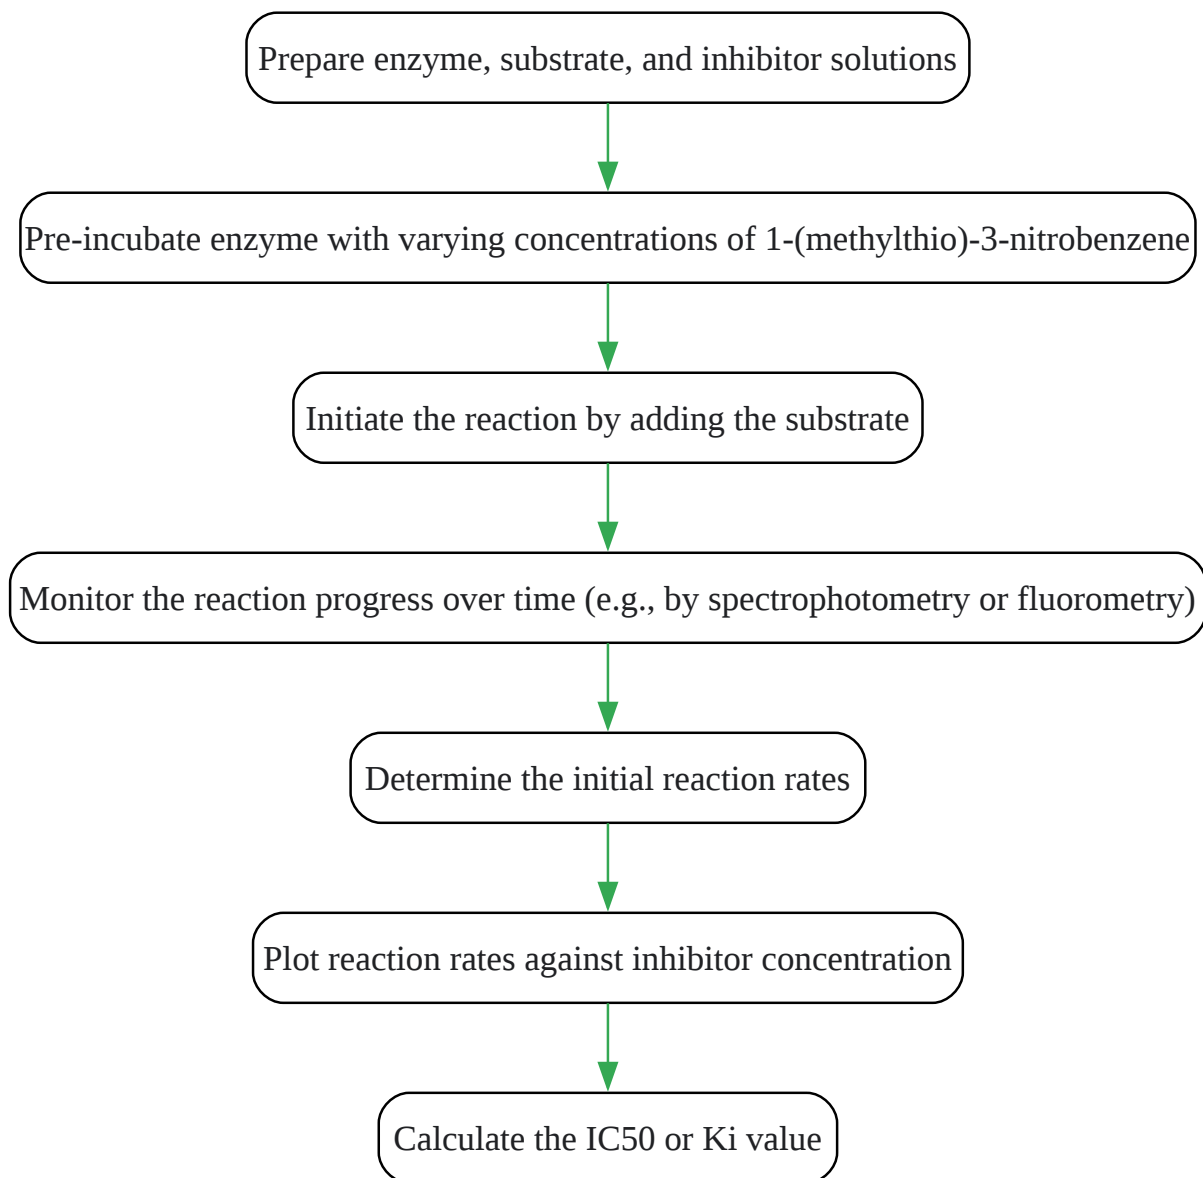 Prepare enzyme, substrate, and inhibitor solutions
Pre-incubate enzyme with varying concentrations of 1-(methylthio)-3-nitrobenzene
Initiate the reaction by adding the substrate
Monitor the reaction progress over time (e.g., by spectrophotometry or fluorometry)
Determine the initial reaction rates
Plot reaction rates against inhibitor concentration
Calculate the IC50 or Ki value